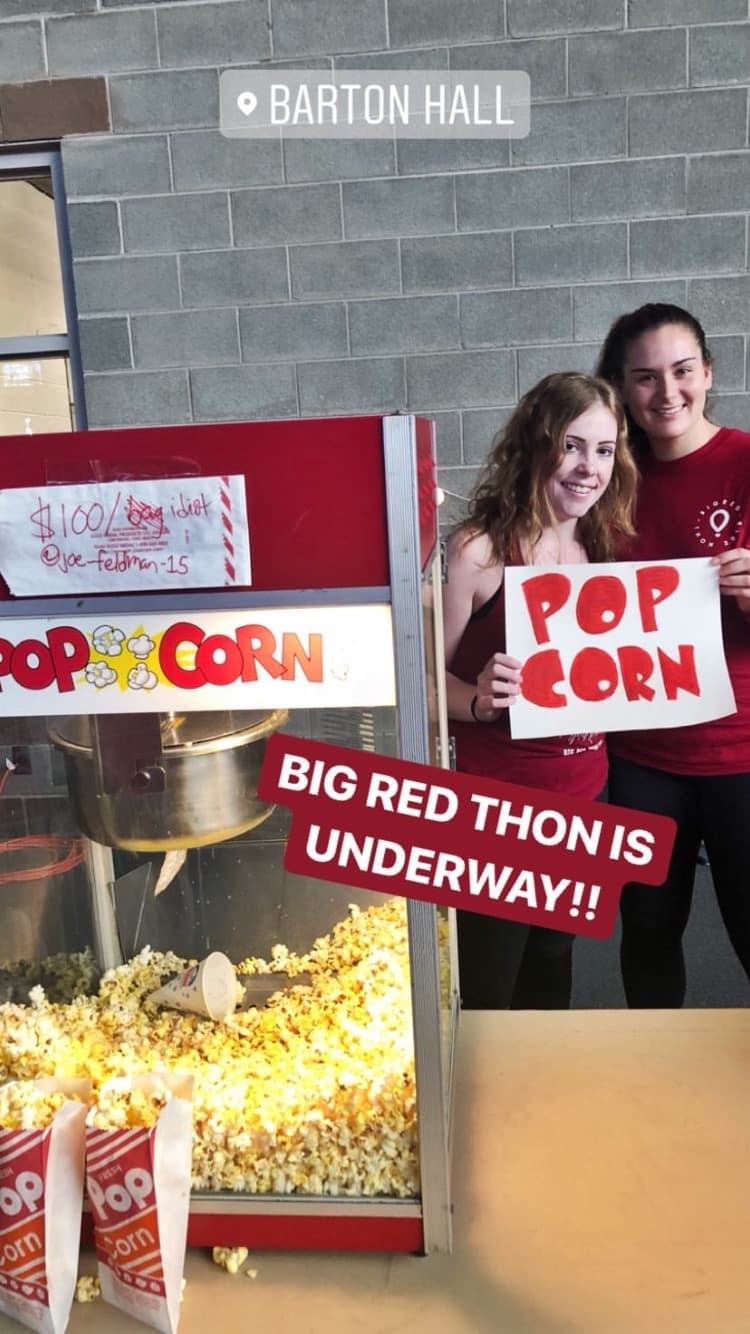 BARTON HALL
$100/bag idiot
@joe-feldman-15
POP CORN
POP
CORN
BIG RED THON IS
UNDERWAY!!
FRESH
Pop
Corn
FRESH
Pop
Corn